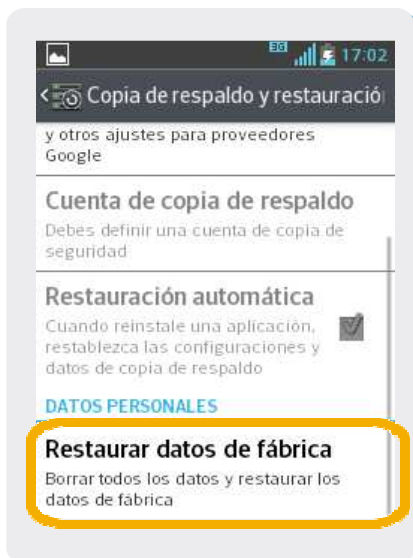 3G 17:02
Copia de respaldo y restauración
y otros ajustes para proveedores
Google
Cuenta de copia de respaldo
Debes definir una cuenta de copia de
seguridad
Restauración automática
Cuando reinstale una aplicación,
restablezca las configuraciones y
datos de copia de respaldo
DATOS PERSONALES
Restaurar datos de fábrica
Borrar todos los datos y restaurar los
datos de fábrica